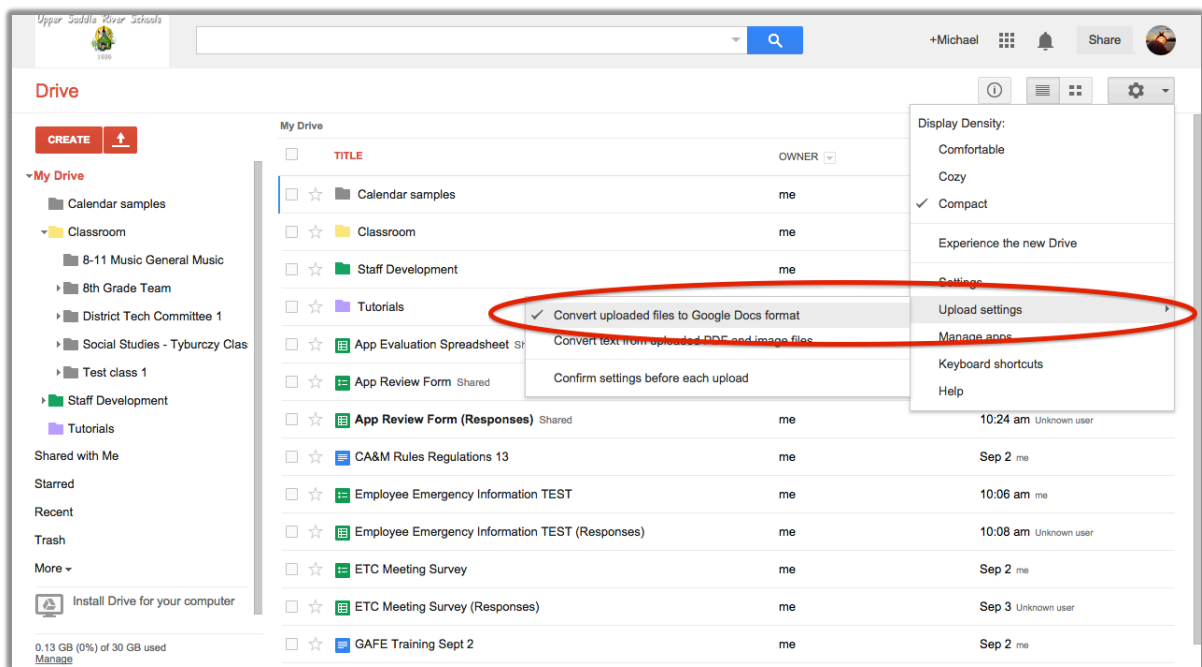 Upper Saddle River Schools
+Michael Share
Drive
CREATE
My Drive
Calendar samples
Classroom
8-11 Music General Music
8th Grade Team
District Tech Committee 1
Social Studies - Tyburczy Clas
Test class 1
Staff Development
Tutorials
Shared with Me
Starred
Recent
Trash
More
Install Drive for your computer
0.13 GB (0%) of 30 GB used
Manage
My Drive
TITLE OWNER
Calendar samples me
Classroom me
Staff Development me
Tutorials
App Evaluation Spreadsheet
App Review Form Shared
App Review Form (Responses) Shared me 10:24 am Unknown user
CA&M Rules Regulations 13 me Sep 2 me
Employee Emergency Information TEST me 10:06 am me
Employee Emergency Information TEST (Responses) me 10:08 am Unknown user
ETC Meeting Survey me Sep 2 me
ETC Meeting Survey (Responses) me Sep 3 Unknown user
GAFE Training Sept 2 me Sep 2 me
Convert uploaded files to Google Docs format
Convert text from uploaded PDF and image files
Confirm settings before each upload
Display Density:
Comfortable
Cozy
Compact
Experience the new Drive
Settings
Upload settings
Manage apps
Keyboard shortcuts
Help